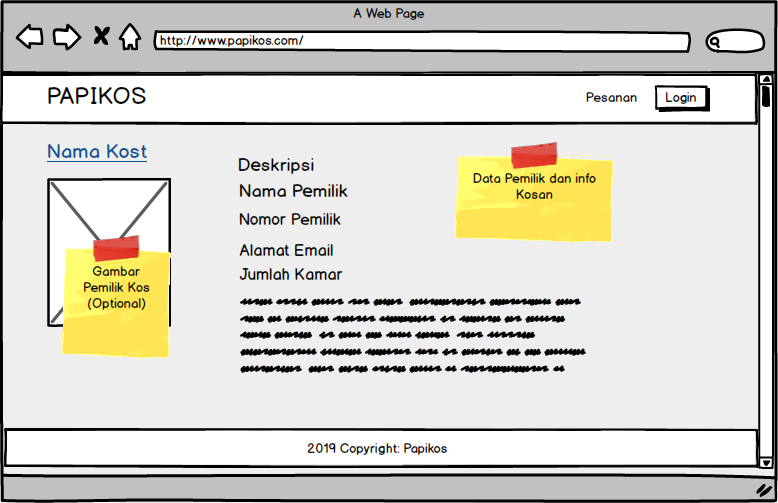 A Web Page
http://www.papikos.com/
PAPIKOS
Pesanan
Login
Nama Kost
Gambar
Pemilik Kos
(Optional)
Deskripsi
Nama Pemilik
Nomor Pemilik
Alamat Email
Jumlah Kamar
Data Pemilik dan info
Kosan
2019 Copyright: Papikos